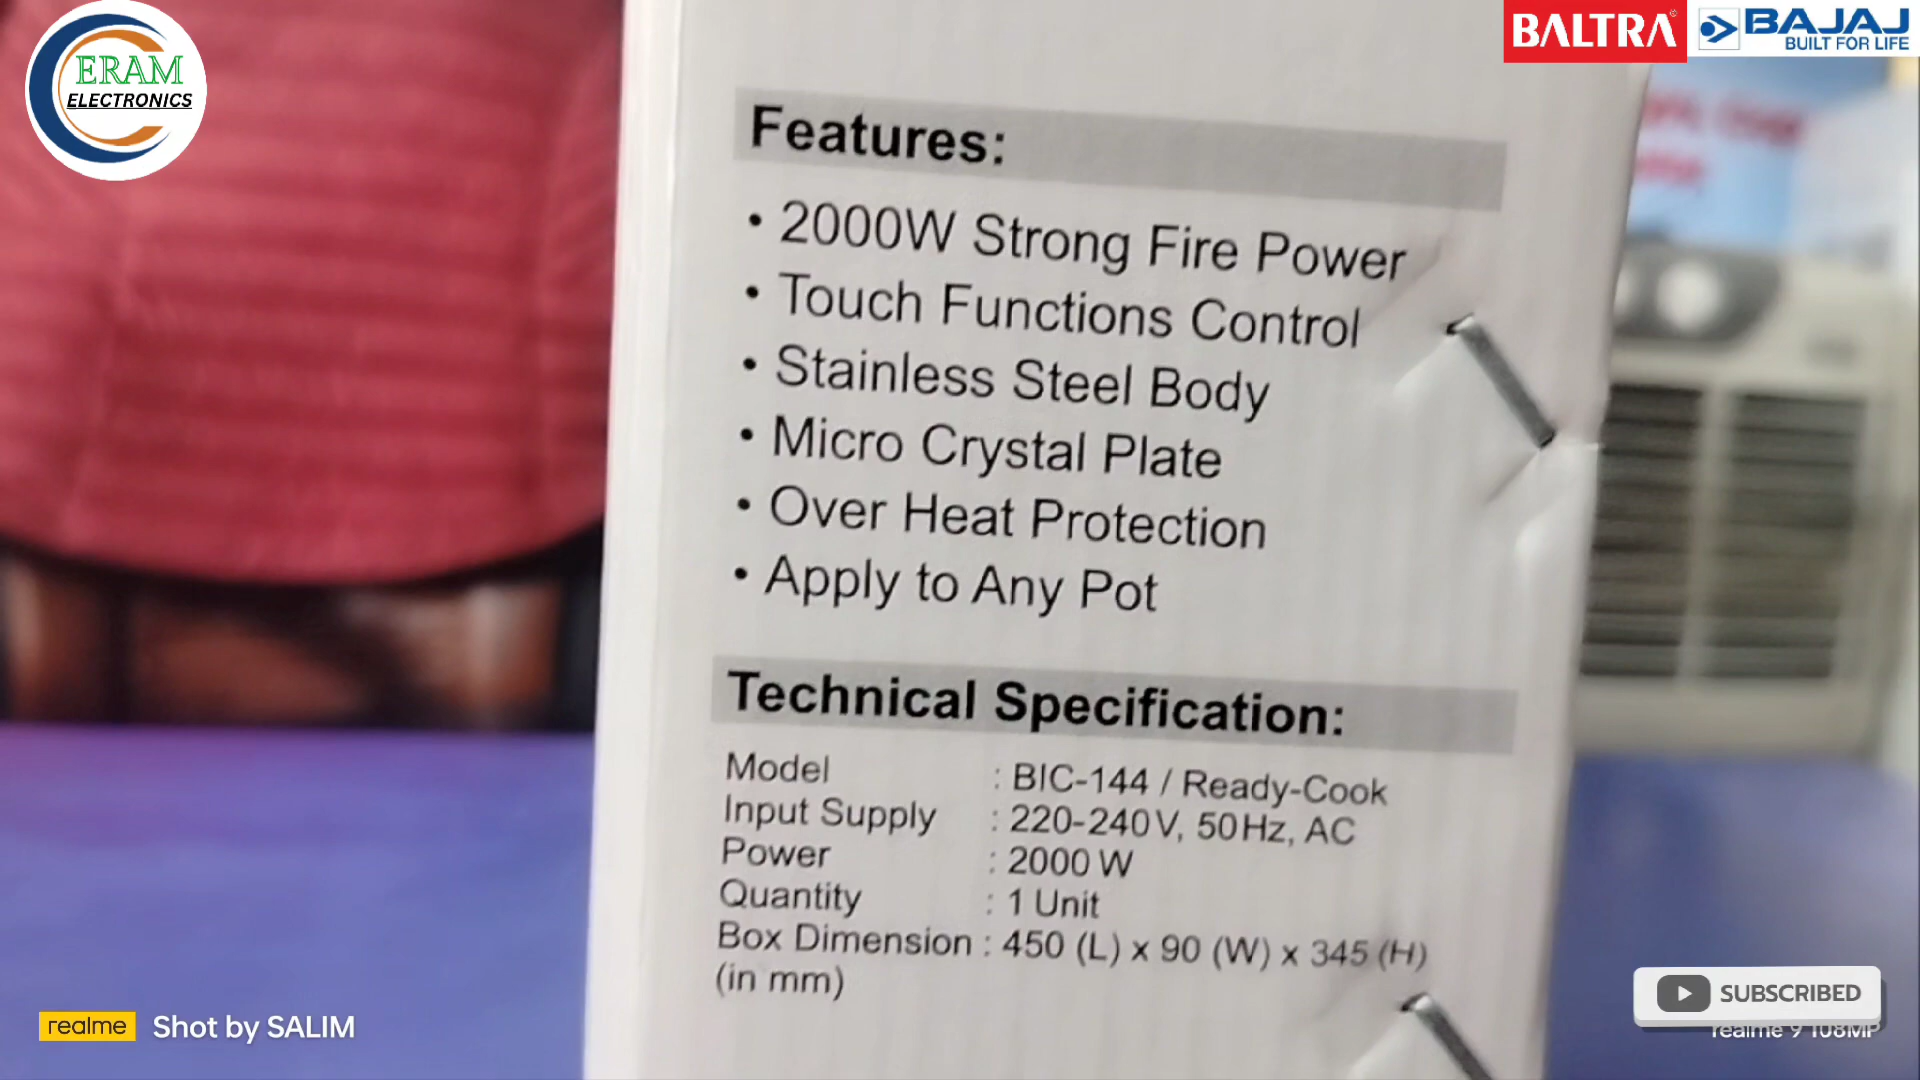 ERAM
ELECTRONICS
BALTRA
BAJAJ
BUILT FOR LIFE
Features:
• 2000W Strong Fire Power
• Touch Functions Control
• Stainless Steel Body
• Micro Crystal Plate
• Over Heat Protection
• Apply to Any Pot
Technical Specification:
Model : BIC-144 / Ready-Cook
Input Supply : 220-240V, 50Hz, AC
Power : 2000 W
Quantity : 1 Unit
Box Dimension : 450 (L) x 90 (W) x 345 (H)
(in mm)
SUBSCRIBED
realme Shot by SALIM
realme 9 108MP